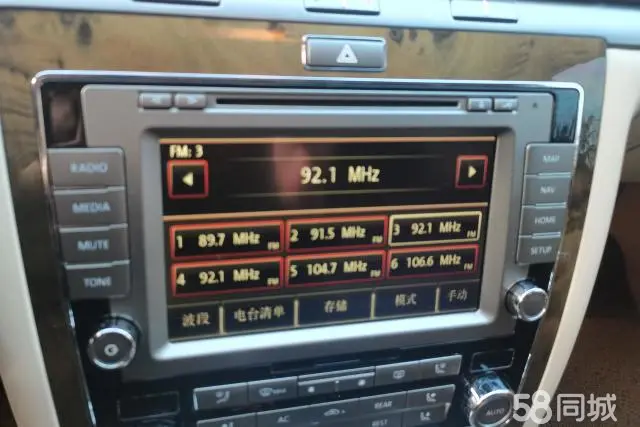 FM: 3
92.1 MHz
1 89.7 MHz FM
2 91.5 MHz FM
3 92.1 MHz FM
4 92.1 MHz FM
5 104.7 MHz FM
6 106.6 MHz FM
波段 电台清单 存储 模式 手动
RADIO
MEDIA
MUTE
TONE
MAP
NAV
HOME
SETUP
AC
REAR
REST
AUTO
58同城